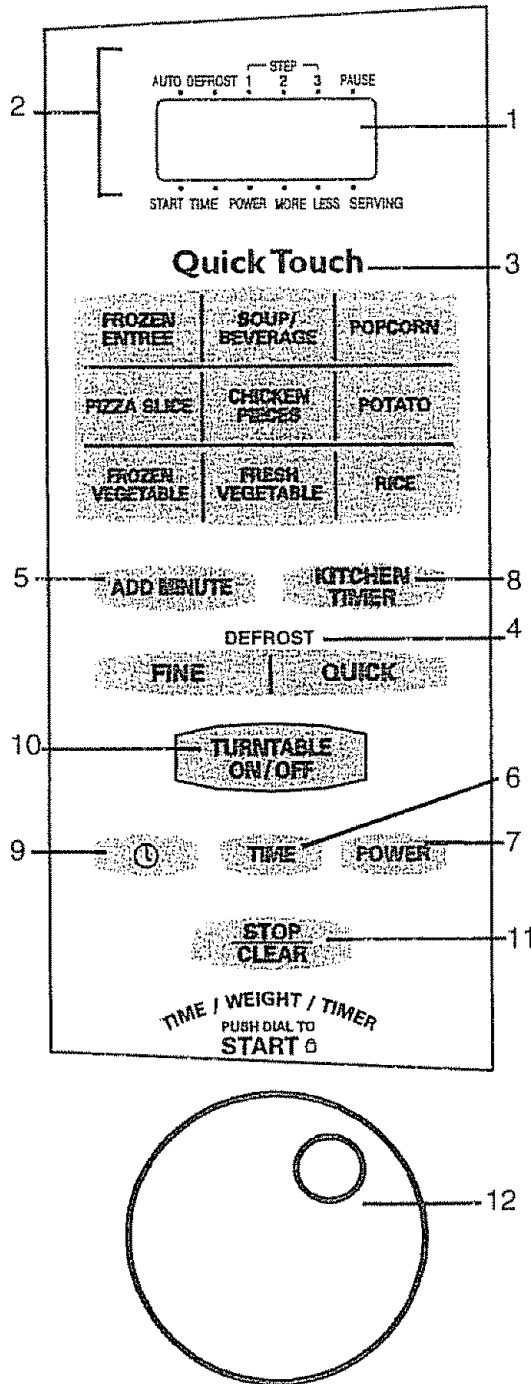 STEP
AUTO DEFROST 1 2 3 PAUSE
2
1
START TIME POWER MORE LESS SERVING
Quick Touch
3
FROZEN
ENTREE
SOUP/
BEVERAGE
POPCORN
PIZZA SLICE
CHICKEN
PIECES
POTATO
FROZEN
VEGETABLE
FRESH
VEGETABLE
RICE
5
ADD MINUTE
KITCHEN
TIMER
8
DEFROST
4
FINE
QUICK
10
TURNTABLE
ON/OFF
6
9
TIME
POWER
7
STOP
CLEAR
11
TIME / WEIGHT / TIMER
PUSH DIAL TO
START
12